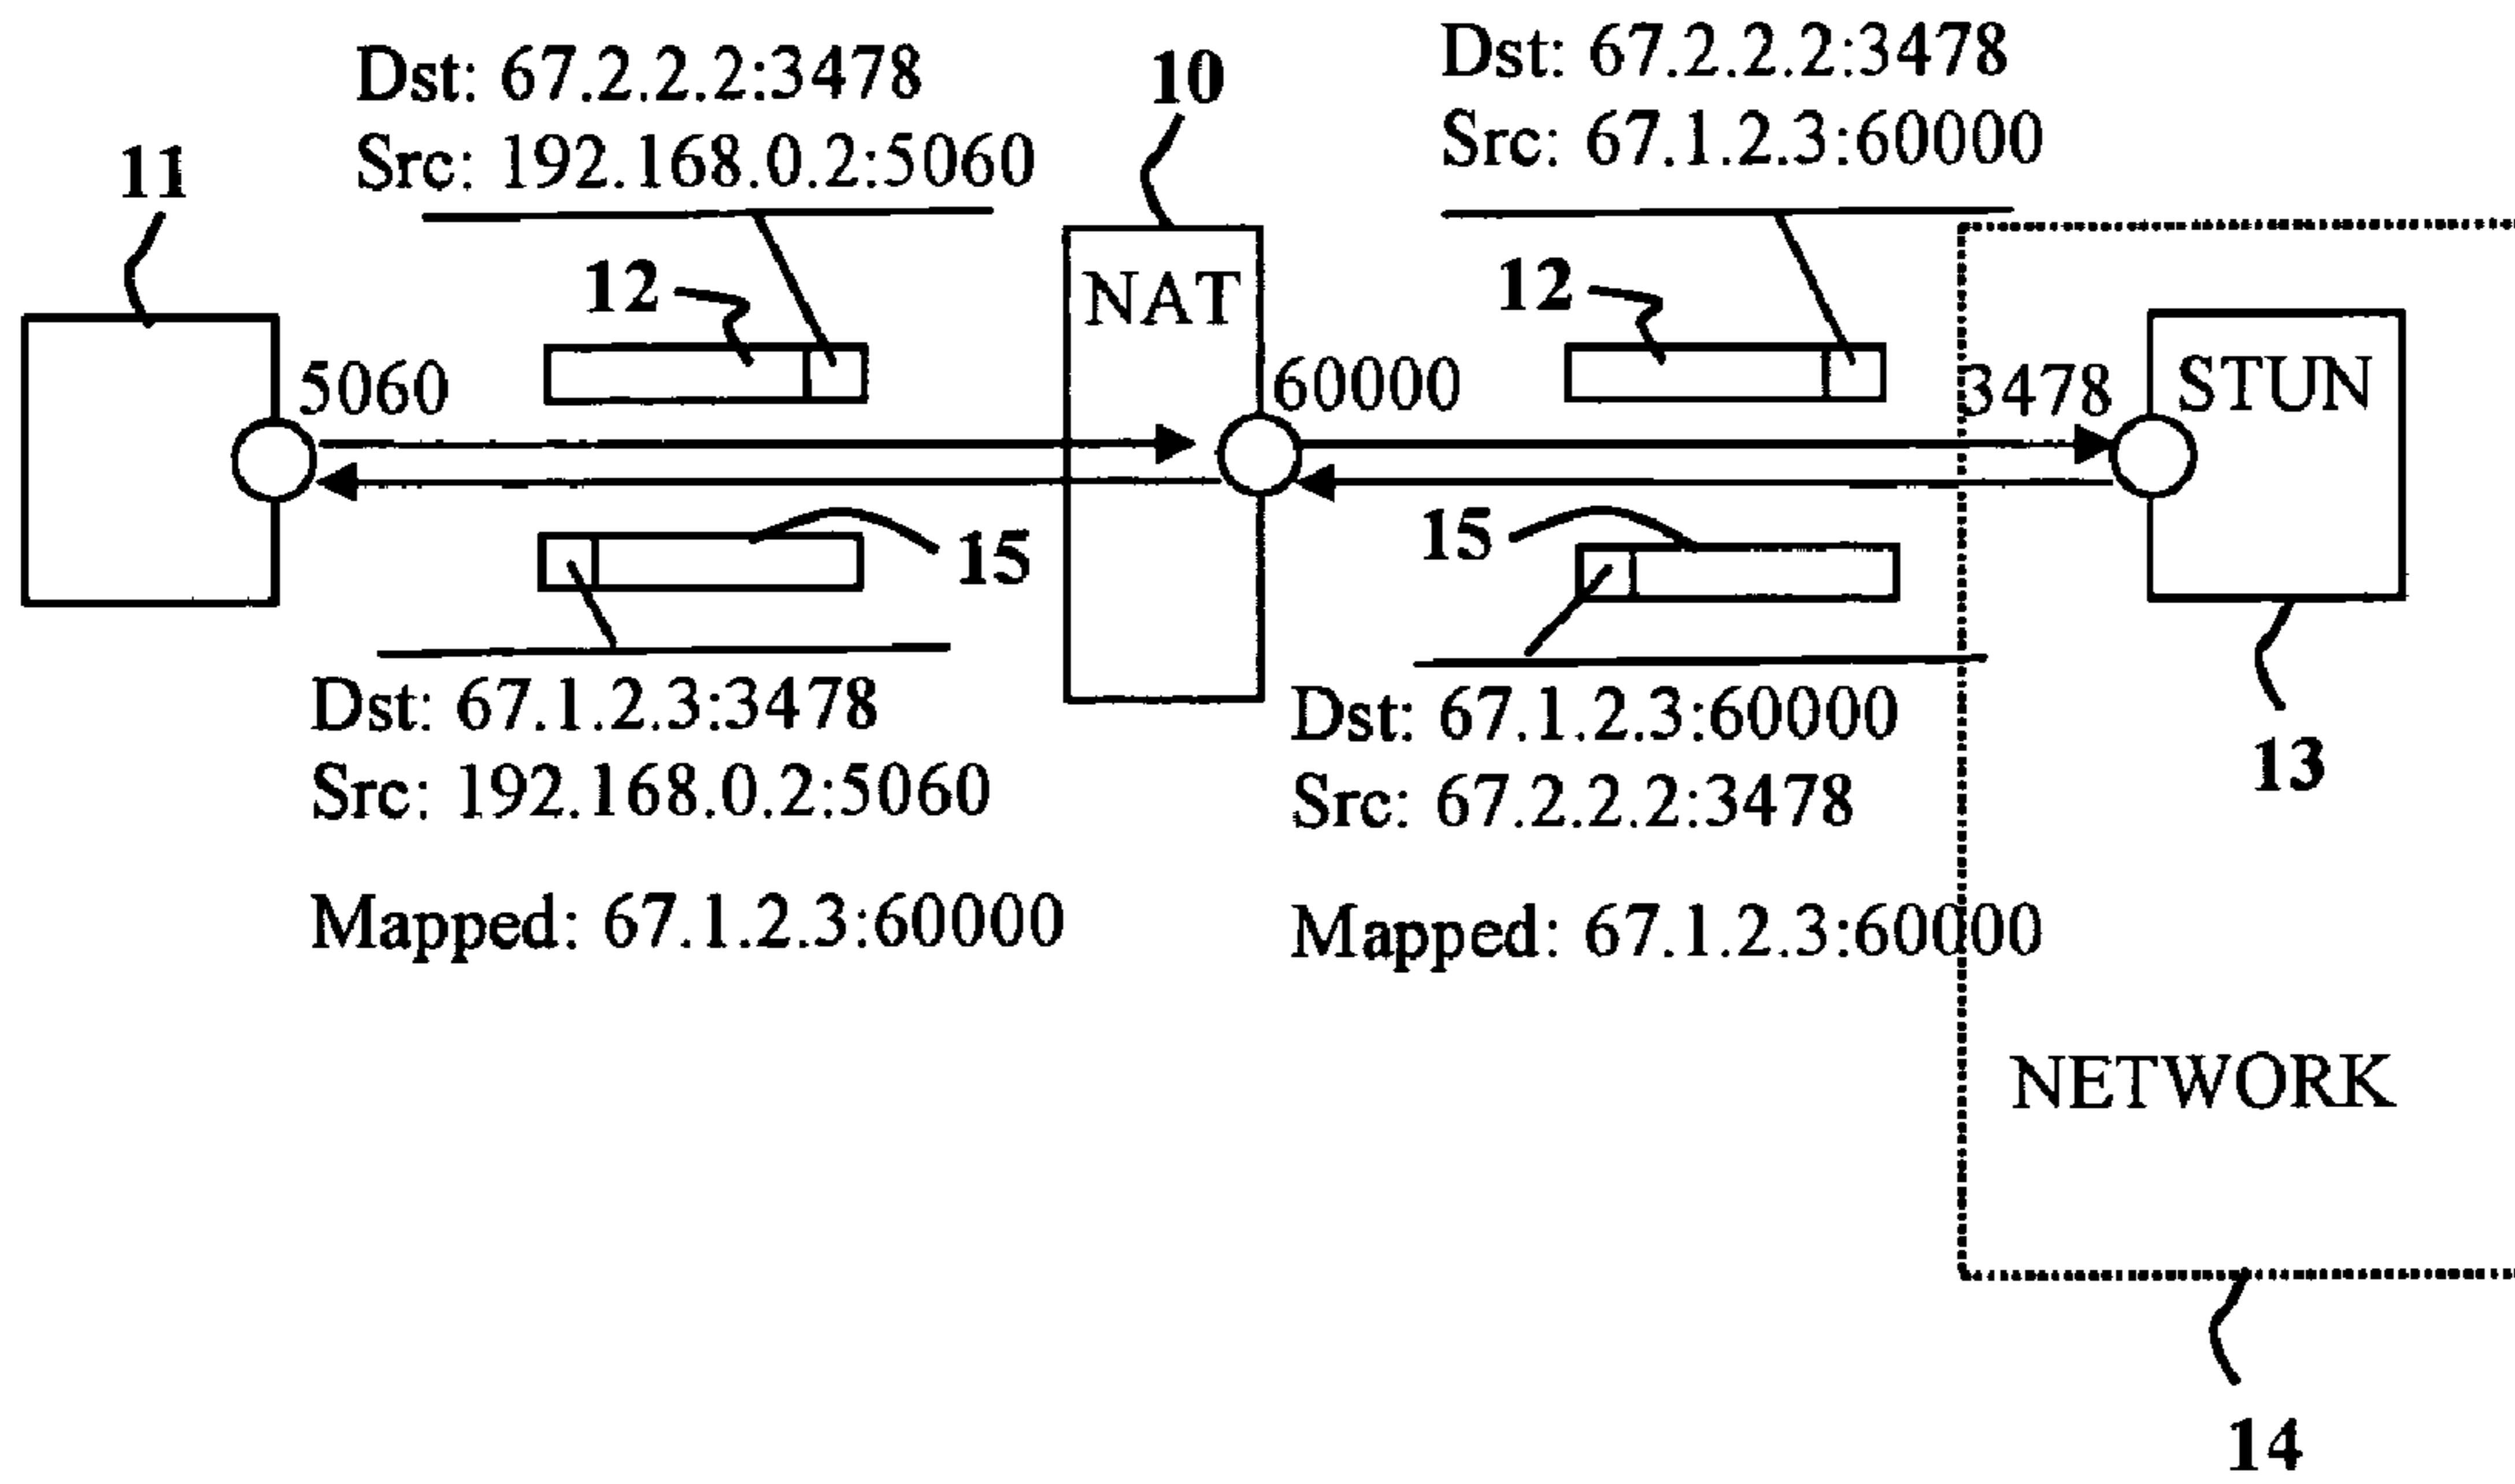 Dst: 67.2.2.2:3478
Src: 192.168.0.2:5060
10
Dst: 67.2.2.2:3478
Src: 67.1.2.3:60000
11
12
NAT
12
5060
60000
3478
STUN
15
15
Dst: 67.1.2.3:3478
Src: 192.168.0.2:5060
Mapped: 67.1.2.3:60000
Dst: 67.1.2.3:60000
Src: 67.2.2.2:3478
Mapped: 67.1.2.3:60000
13
NETWORK
14